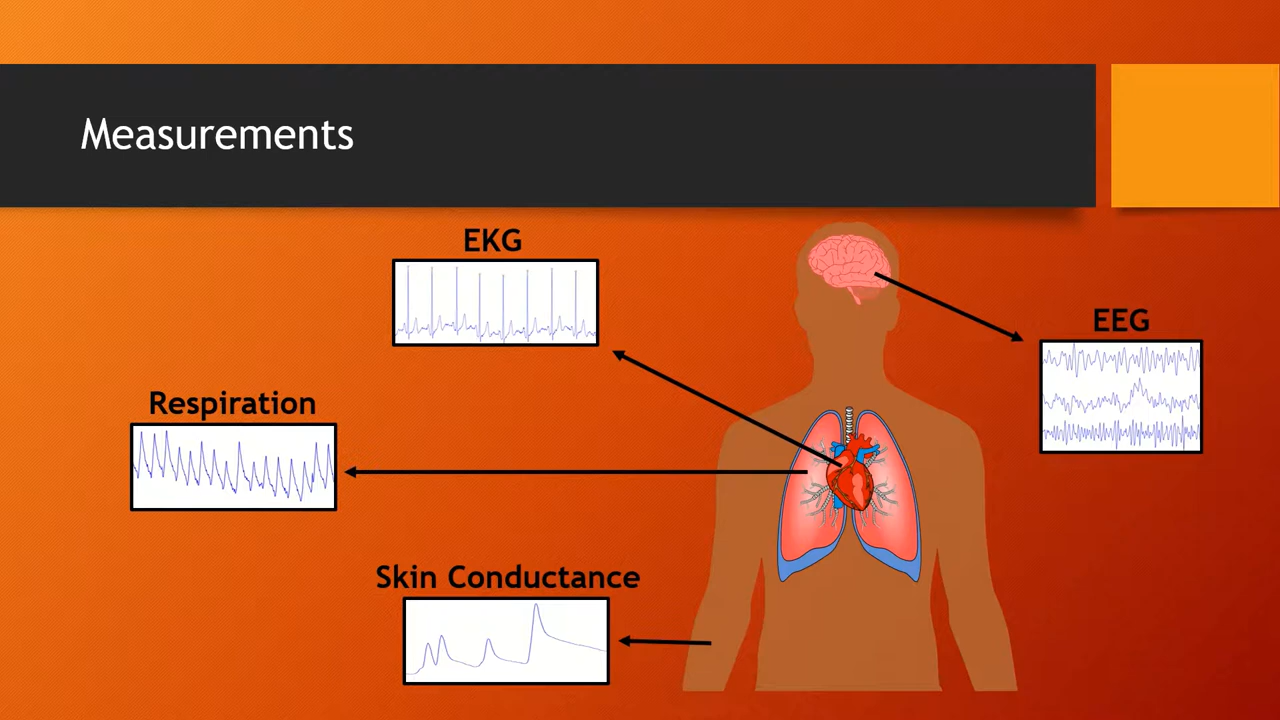 Measurements
EKG
EEG
Respiration
Skin Conductance